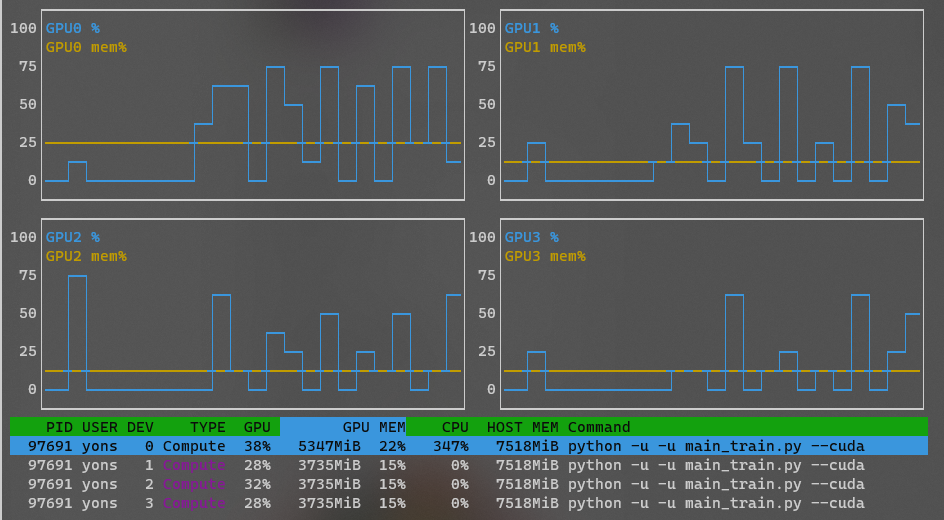 100 GPU0 %
GPU0 mem%
75
50
25
0
100 GPU1 %
GPU1 mem%
75
50
25
0
100 GPU2 %
GPU2 mem%
75
50
25
0
100 GPU3 %
GPU3 mem%
75
50
25
0
PID USER DEV TYPE GPU GPU MEM CPU HOST MEM Command
97691 yons 0 Compute 38% 5347MiB 22% 347% 7518MiB python -u -u main_train.py --cuda
97691 yons 1 Compute 28% 3735MiB 15% 0% 7518MiB python -u -u main_train.py --cuda
97691 yons 2 Compute 32% 3735MiB 15% 0% 7518MiB python -u -u main_train.py --cuda
97691 yons 3 Compute 28% 3735MiB 15% 0% 7518MiB python -u -u main_train.py --cuda